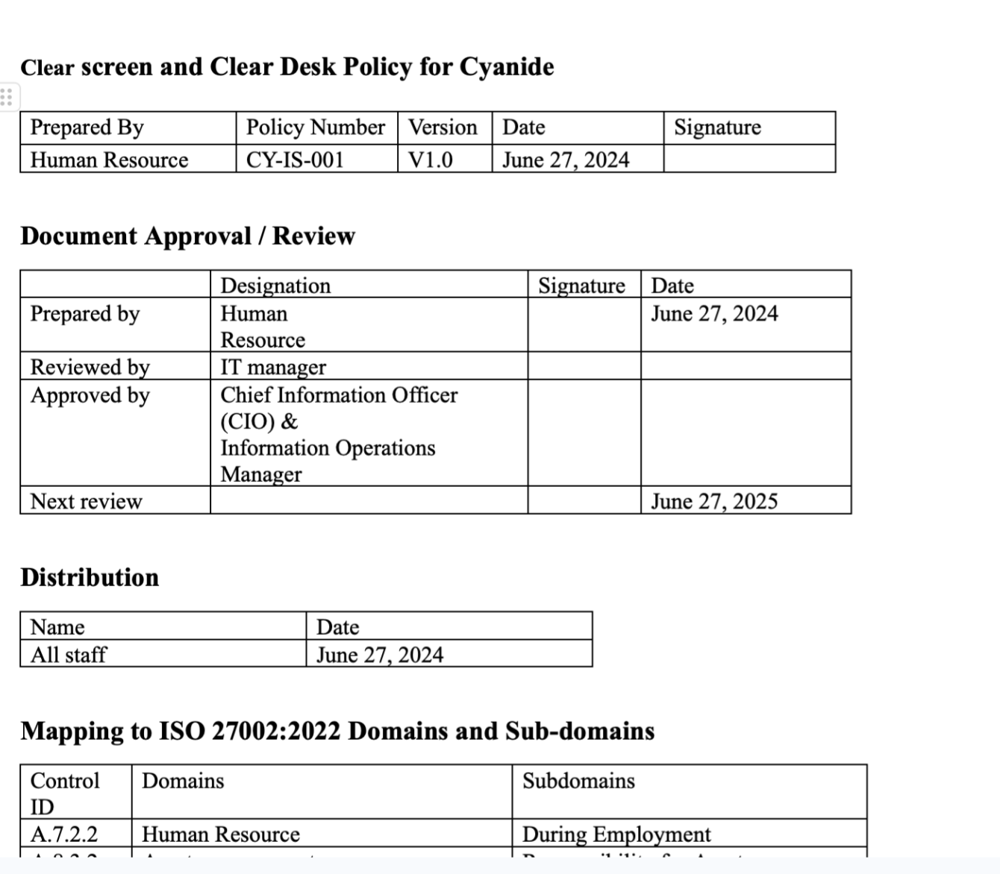 Clear screen and Clear Desk Policy for Cyanide
Prepared By Policy Number Version Date Signature
Human Resource CY-IS-001 V1.0 June 27, 2024
Document Approval / Review
Designation Signature Date
Prepared by Human June 27, 2024
Resource
Reviewed by IT manager
Approved by Chief Information Officer
(CIO) &
Information Operations
Manager
Next review June 27, 2025
Distribution
Name Date
All staff June 27, 2024
Mapping to ISO 27002:2022 Domains and Sub-domains
Control Domains Subdomains
ID
A.7.2.2 Human Resource During Employment